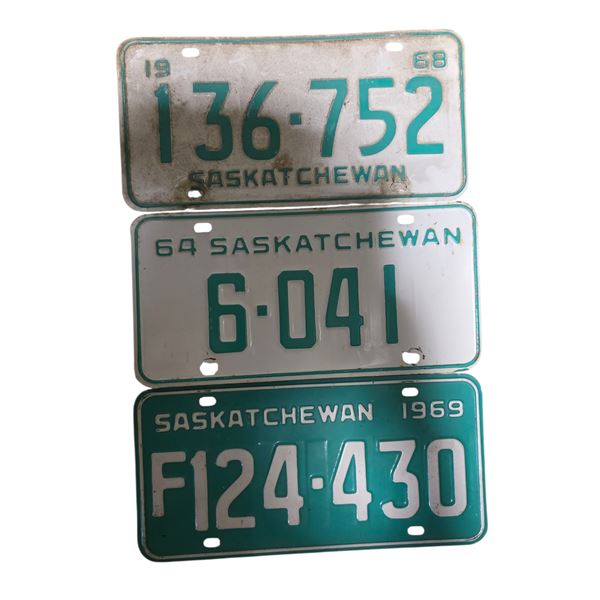 19 68
136·752
SASKATCHEWAN
64 SASKATCHEWAN
6·041
SASKATCHEWAN 1969
F124·430